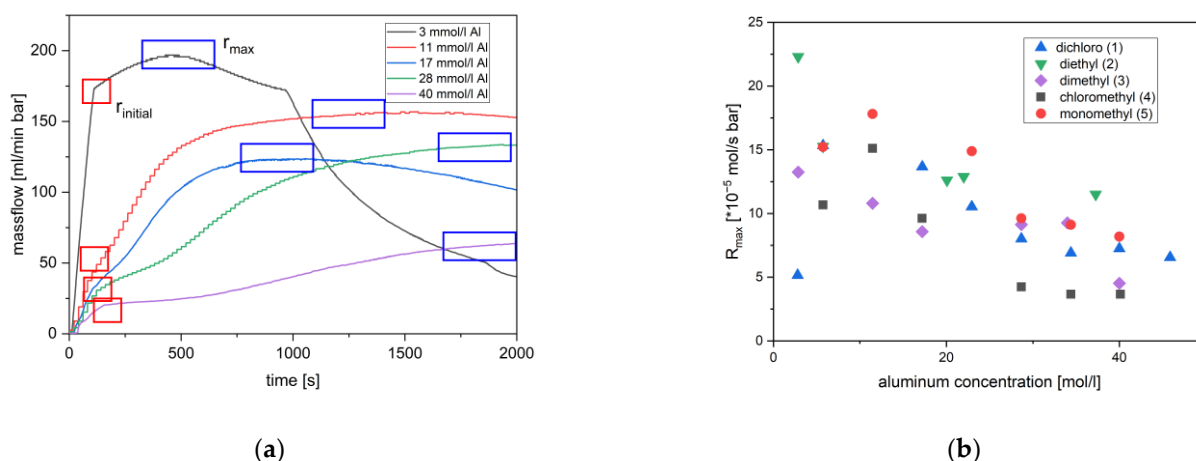 3 mmol/l Al
11 mmol/l Al
17 mmol/l Al
28 mmol/l Al
40 mmol/l Al
r_max
r_initial
massflow [ml/min bar]
200
150
100
50
0
0 500 1000 1500 2000
time [s]
(a)
dichloro (1)
diethyl (2)
dimethyl (3)
chloromethyl (4)
monomethyl (5)
R_max [*10⁻⁵ mol/s bar]
25
20
15
10
5
0
0 20 40
aluminum concentration [mol/l]
(b)